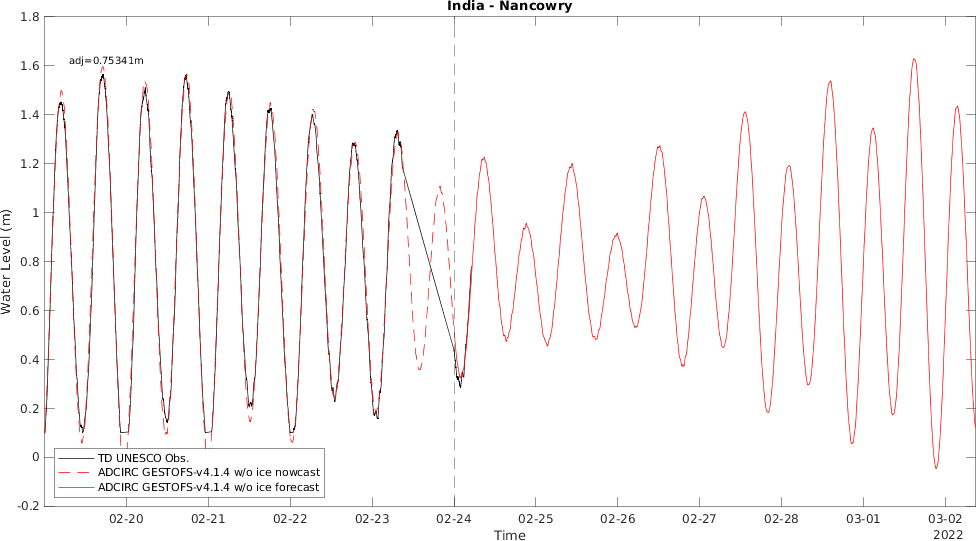 India - Nancowry
adj=0.75341m
1.8
1.6
1.4
1.2
1
0.8
0.6
0.4
0.2
0
-0.2
Water Level (m)
TD UNESCO Obs.
ADCIRC GESTOFS-v4.1.4 w/o ice nowcast
ADCIRC GESTOFS-v4.1.4 w/o ice forecast
02-20 02-21 02-22 02-23 02-24 02-25 02-26 02-27 02-28 03-01 03-02
2022
Time